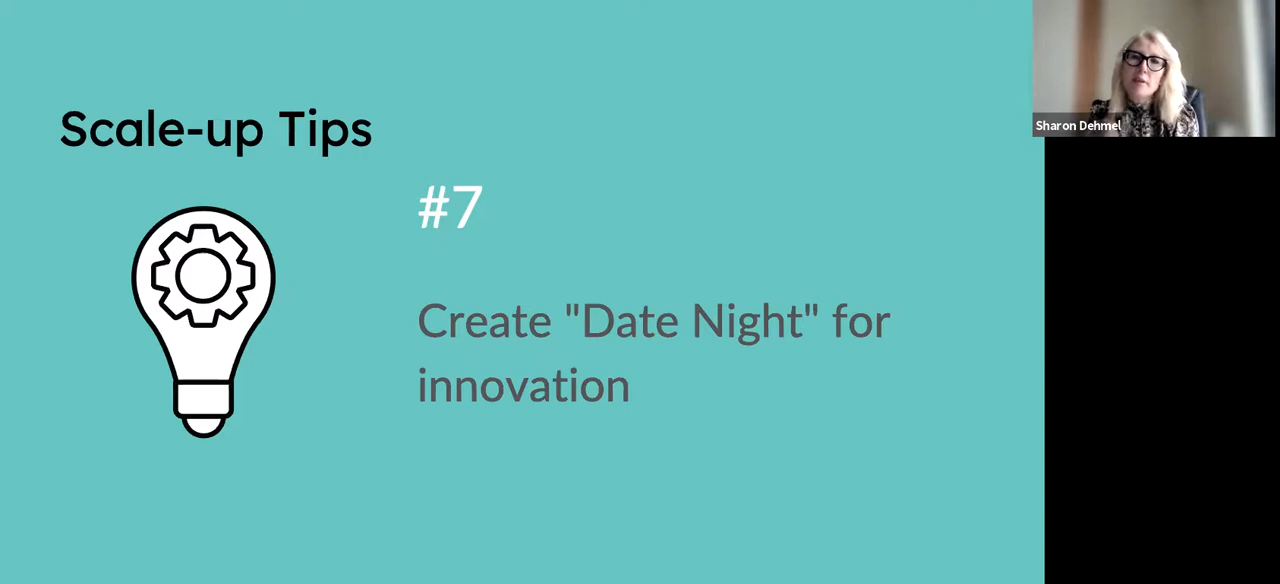 Scale-up Tips
#7
Create "Date Night" for
innovation
Sharon Dehmel